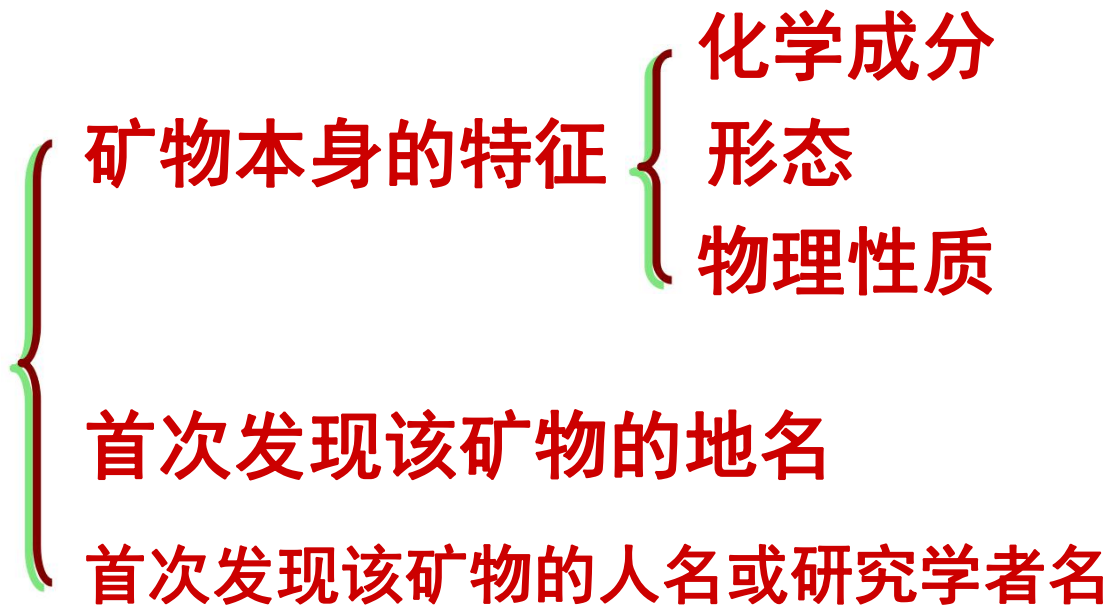 矿物本身的特征
化学成分
形态
物理性质
首次发现该矿物的地名
首次发现该矿物的人名或研究学者名